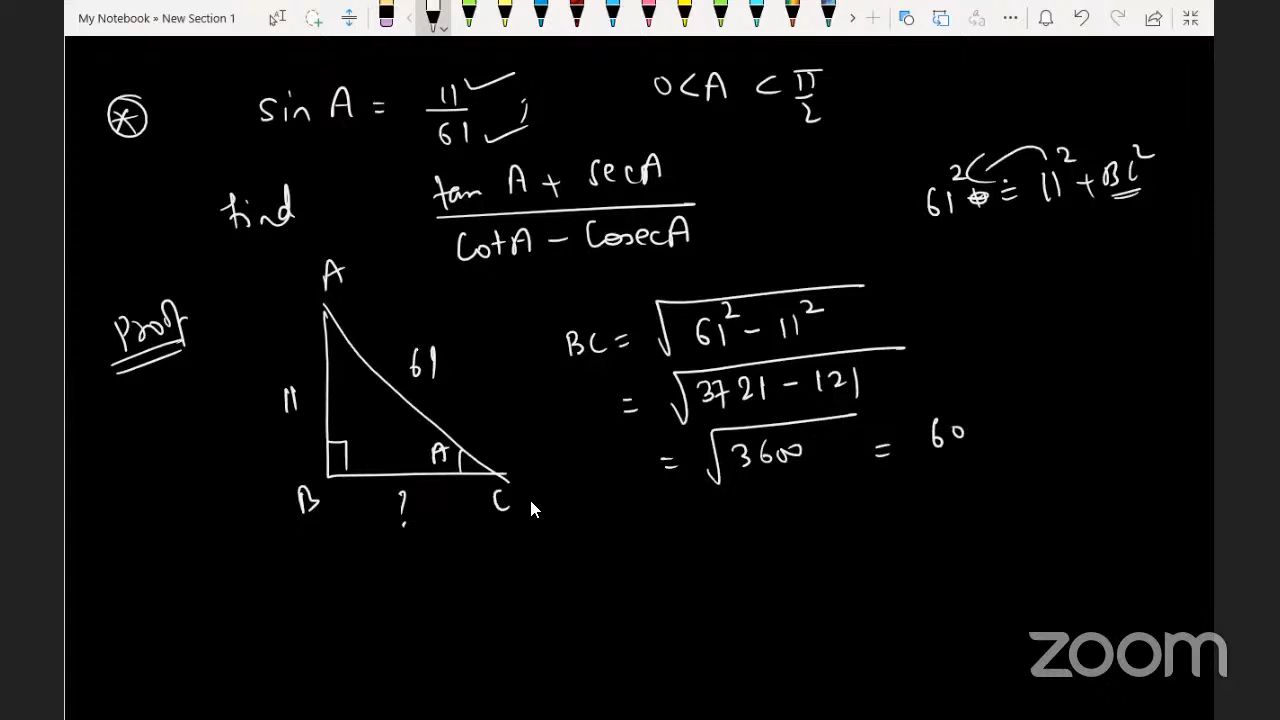 My Notebook » New Section 1
* sin A = 11/61 , 0<A < π/2
find (tan A + sec A)/(cot A - cosec A)
61² = 11² + BC²
Proof
A
11
61
A
B
?
C
BC = √(61² - 11²)
= √(3721 - 121)
= √3600 = 60
zoom